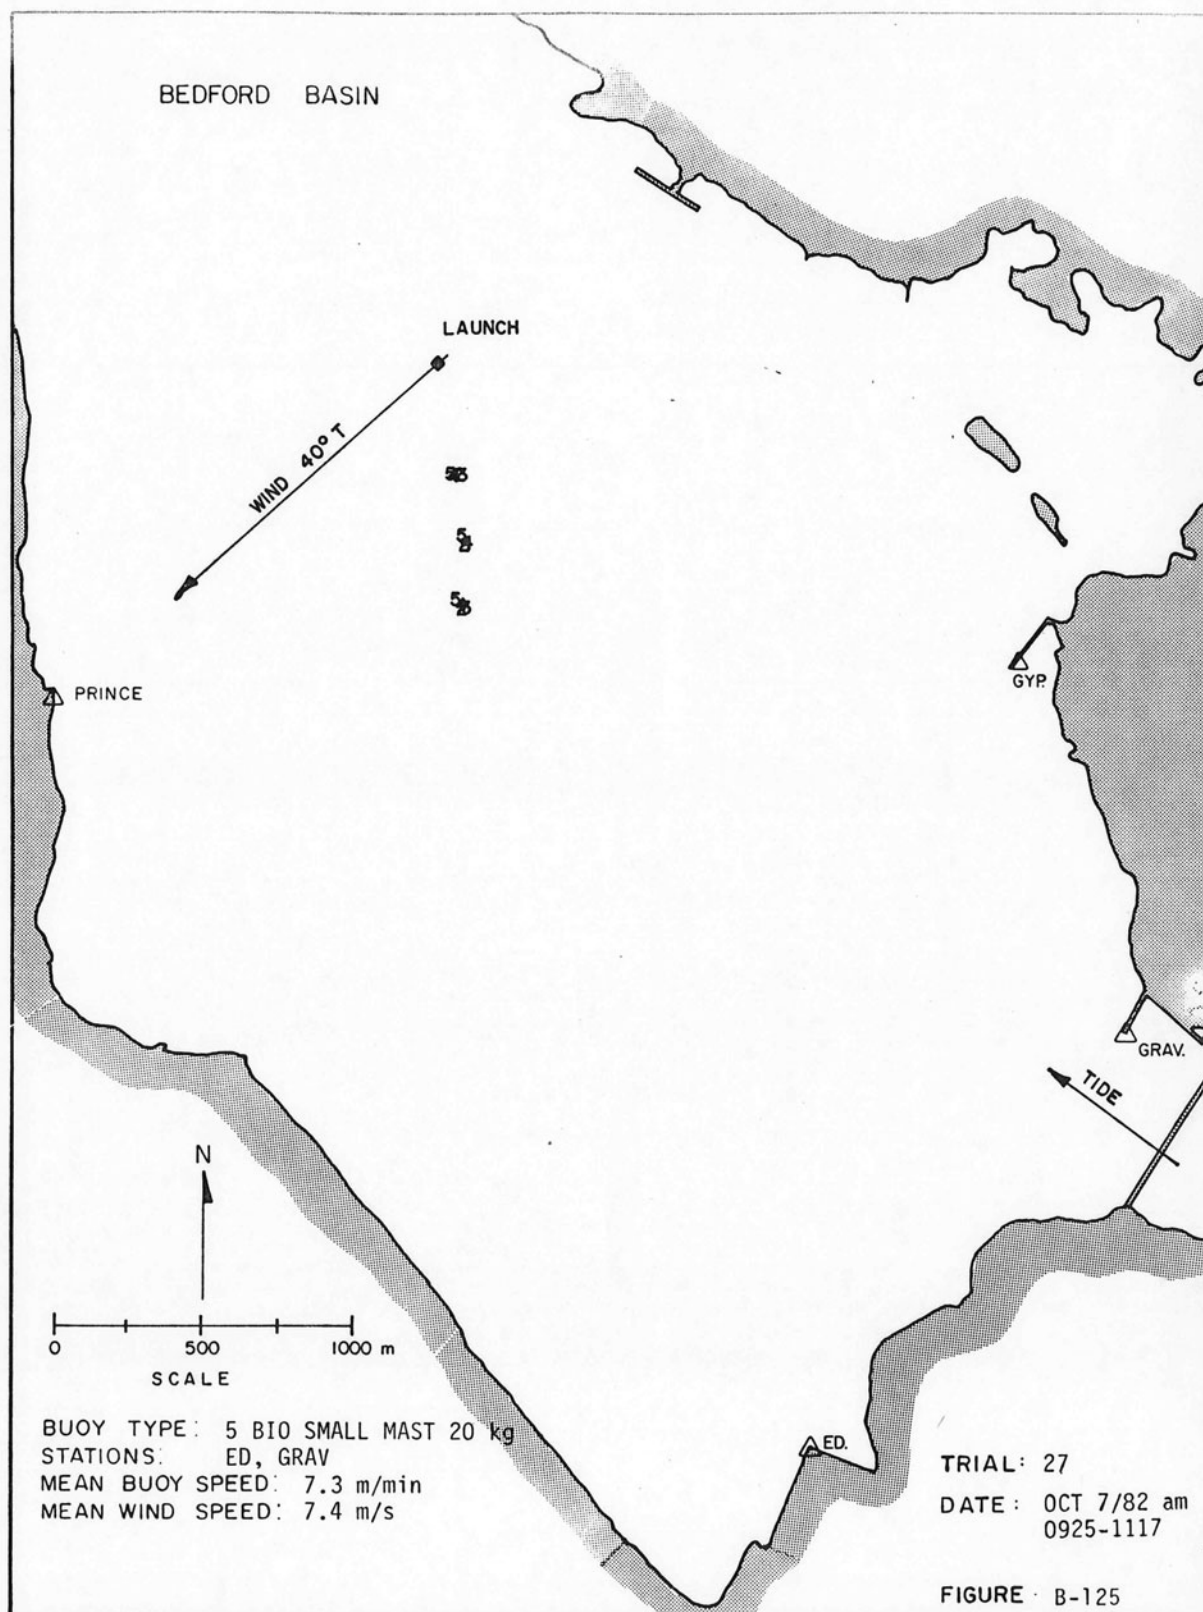 BEDFORD BASIN
LAUNCH
WIND 40° T
5
5
PRINCE
GYP.
GRAV.
TIDE
N
0 500 1000 m
SCALE
ED.
BUOY TYPE: 5 BIO SMALL MAST 20 kg
STATIONS: ED, GRAV
MEAN BUOY SPEED: 7.3 m/min
MEAN WIND SPEED: 7.4 m/s
TRIAL: 27
DATE: OCT 7/82 am
0925-1117
FIGURE B-125